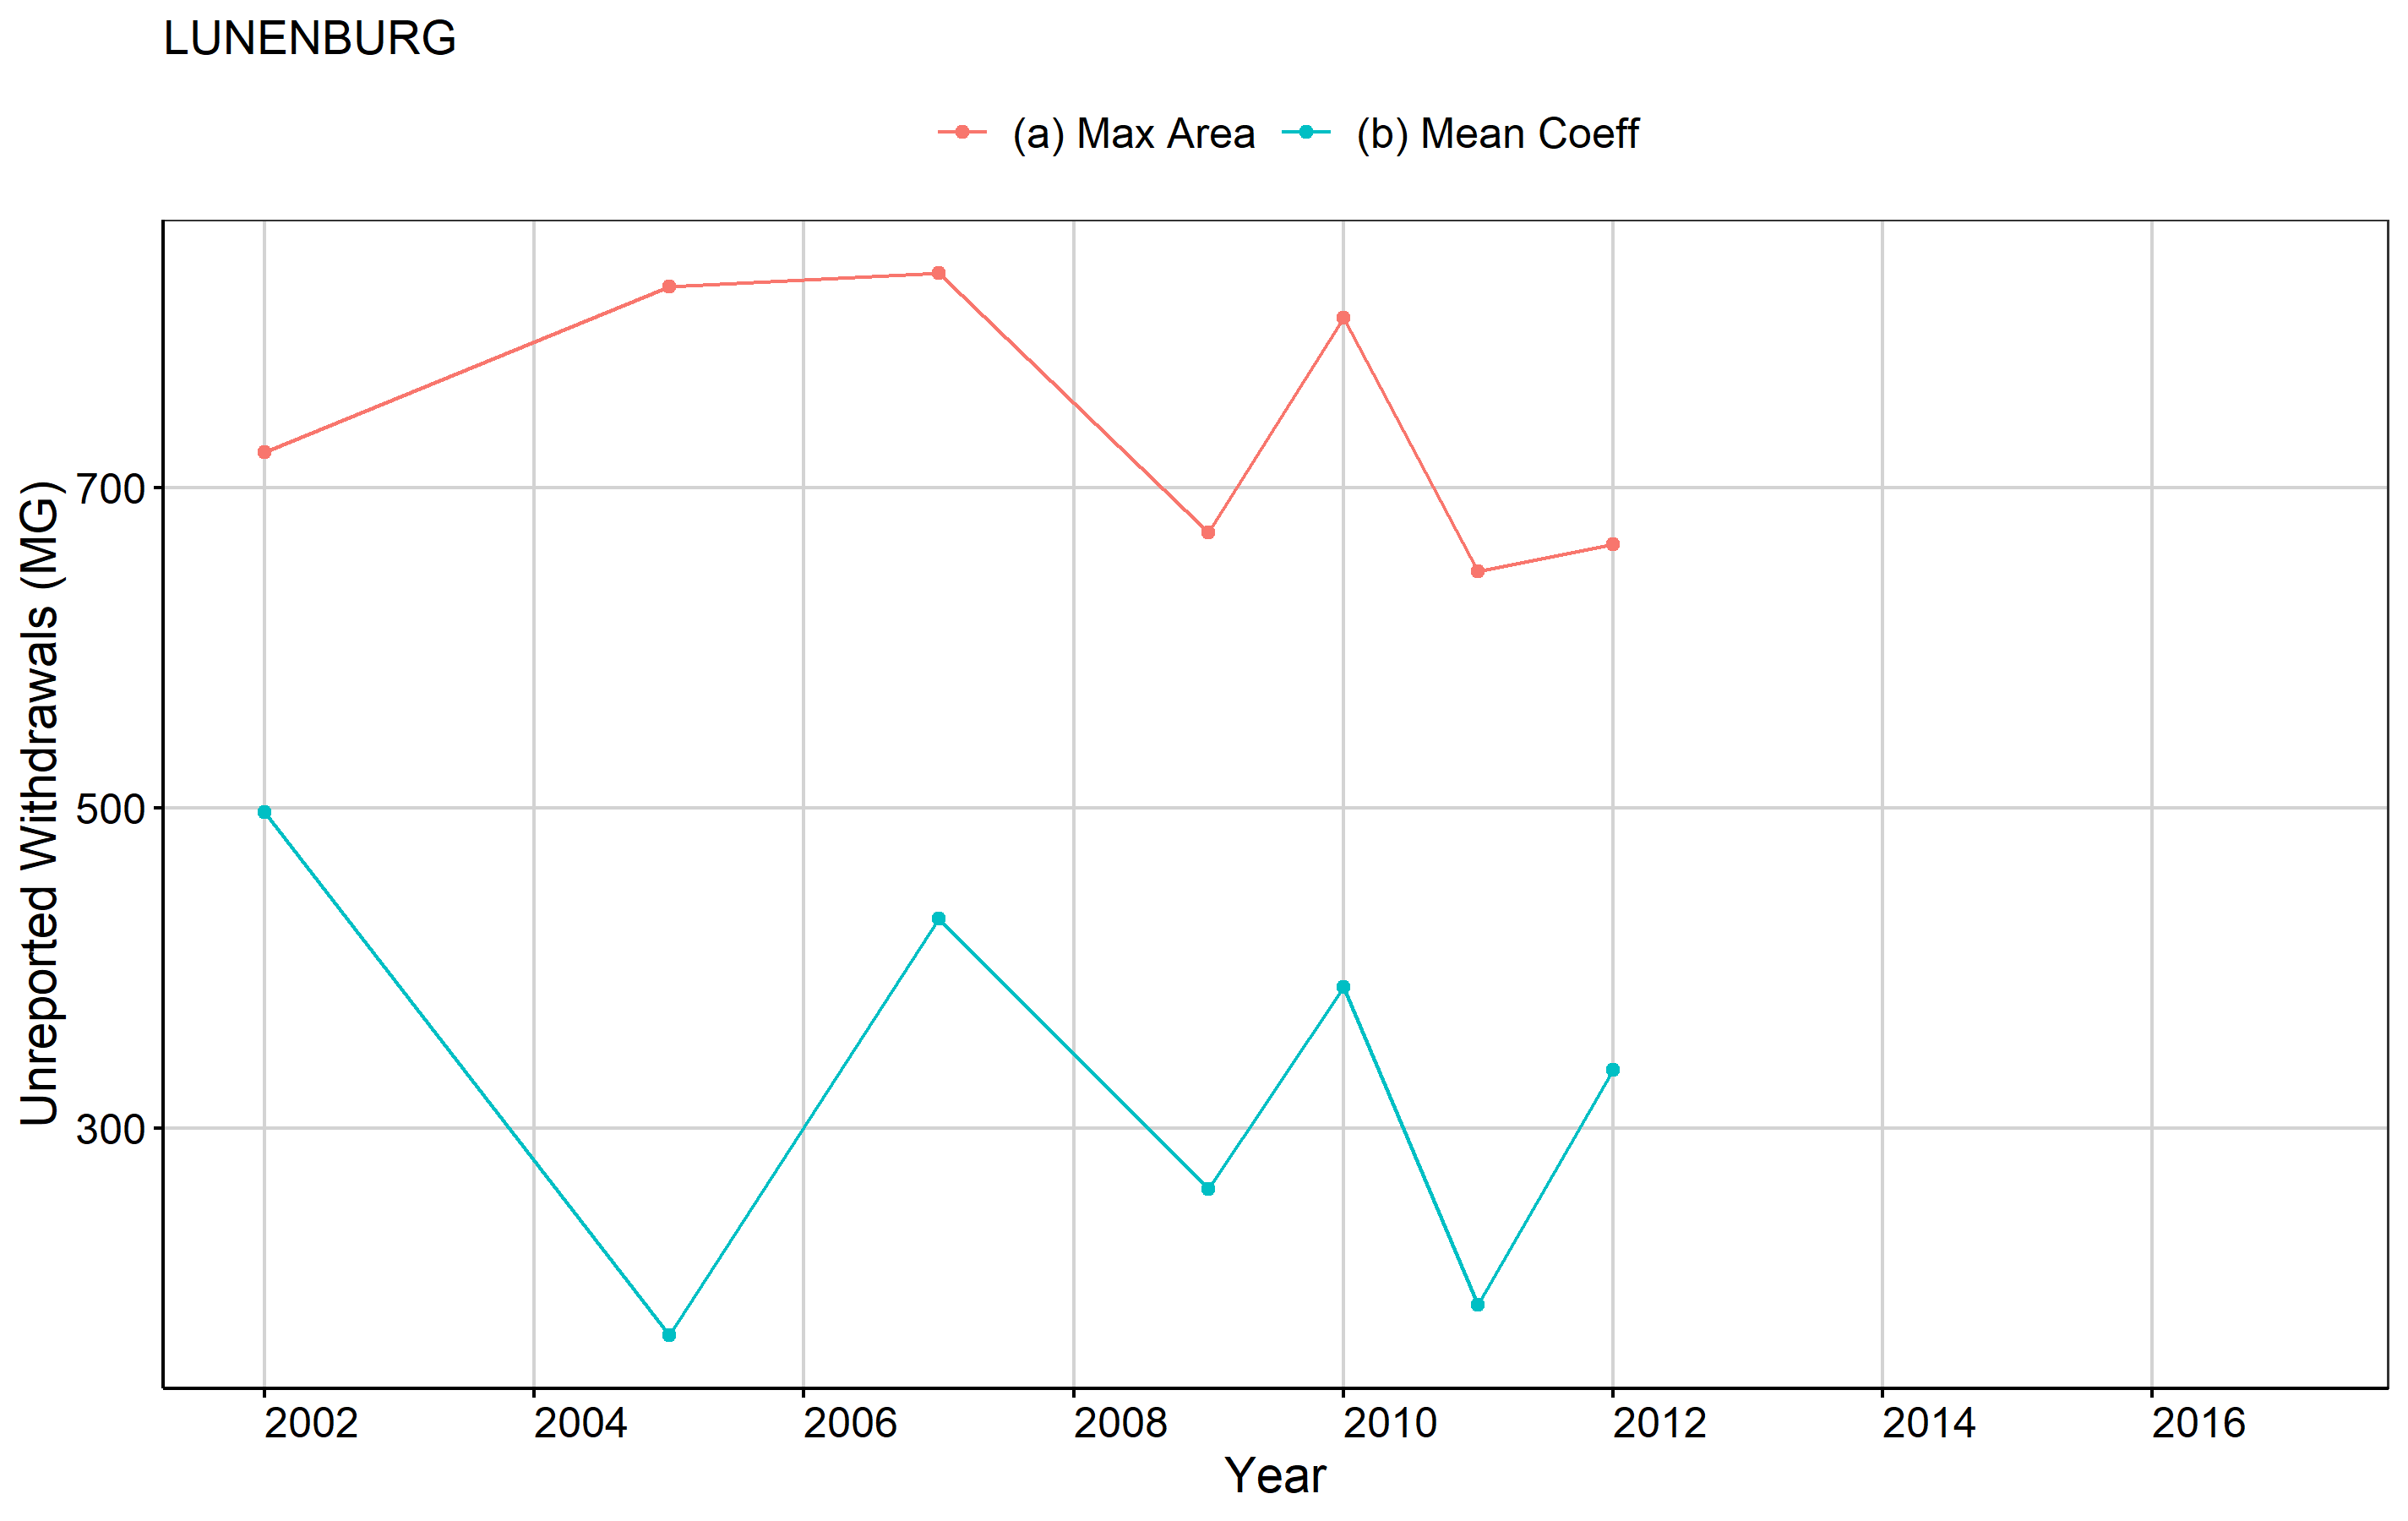 LUNENBURG
(a) Max Area (b) Mean Coeff
Unreported Withdrawals (MG)
700
500
300
2002 2004 2006 2008 2010 2012 2014 2016
Year